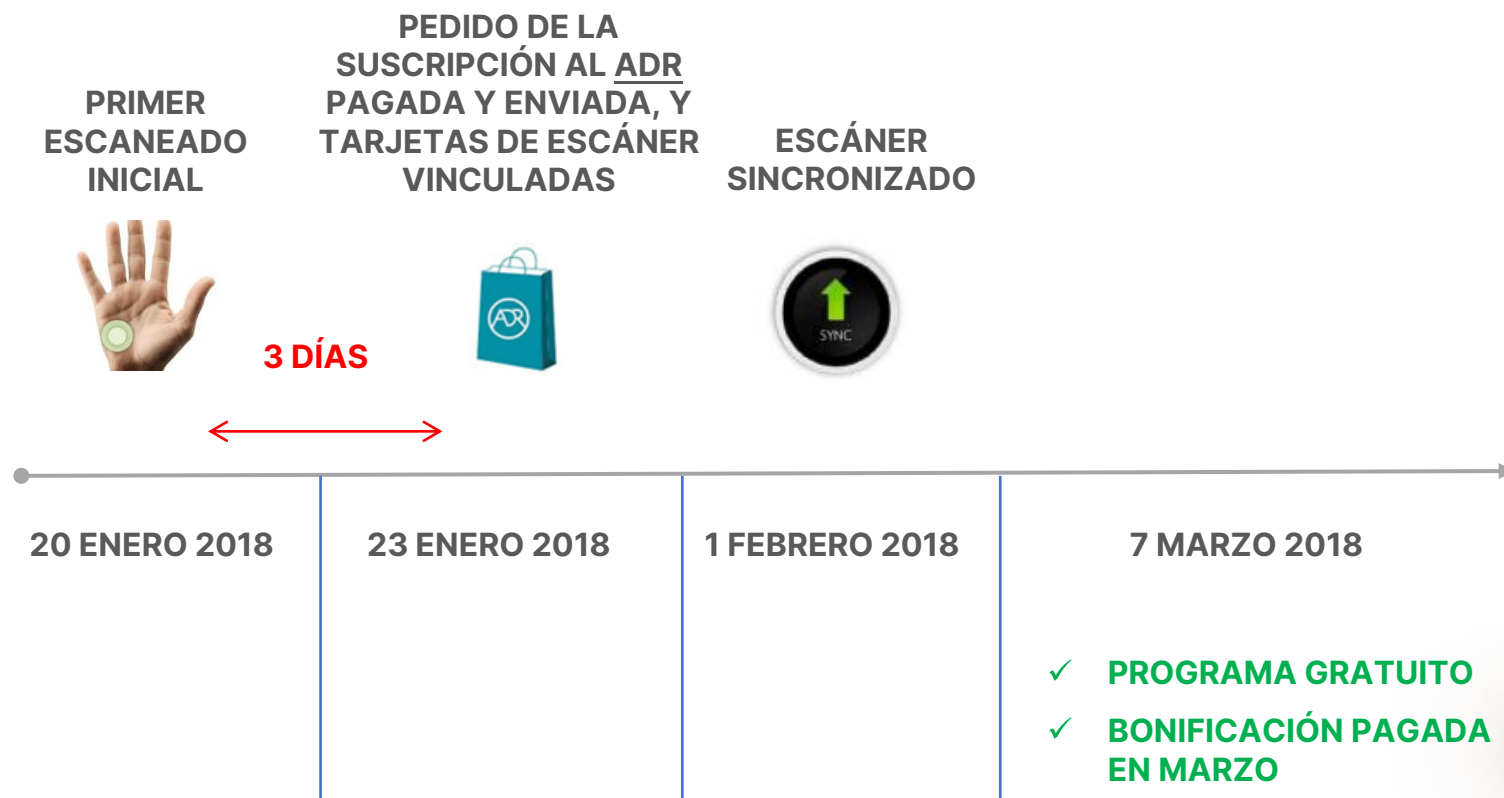 PRIMER
ESCANEADO
INICIAL
PEDIDO DE LA
SUSCRIPCIÓN AL ADR
PAGADA Y ENVIADA, Y
TARJETAS DE ESCÁNER
VINCULADAS
ESCÁNER
SINCRONIZADO
ADR
SYNC
3 DÍAS
20 ENERO 2018
23 ENERO 2018
1 FEBRERO 2018
7 MARZO 2018
✓ PROGRAMA GRATUITO
✓ BONIFICACIÓN PAGADA
EN MARZO